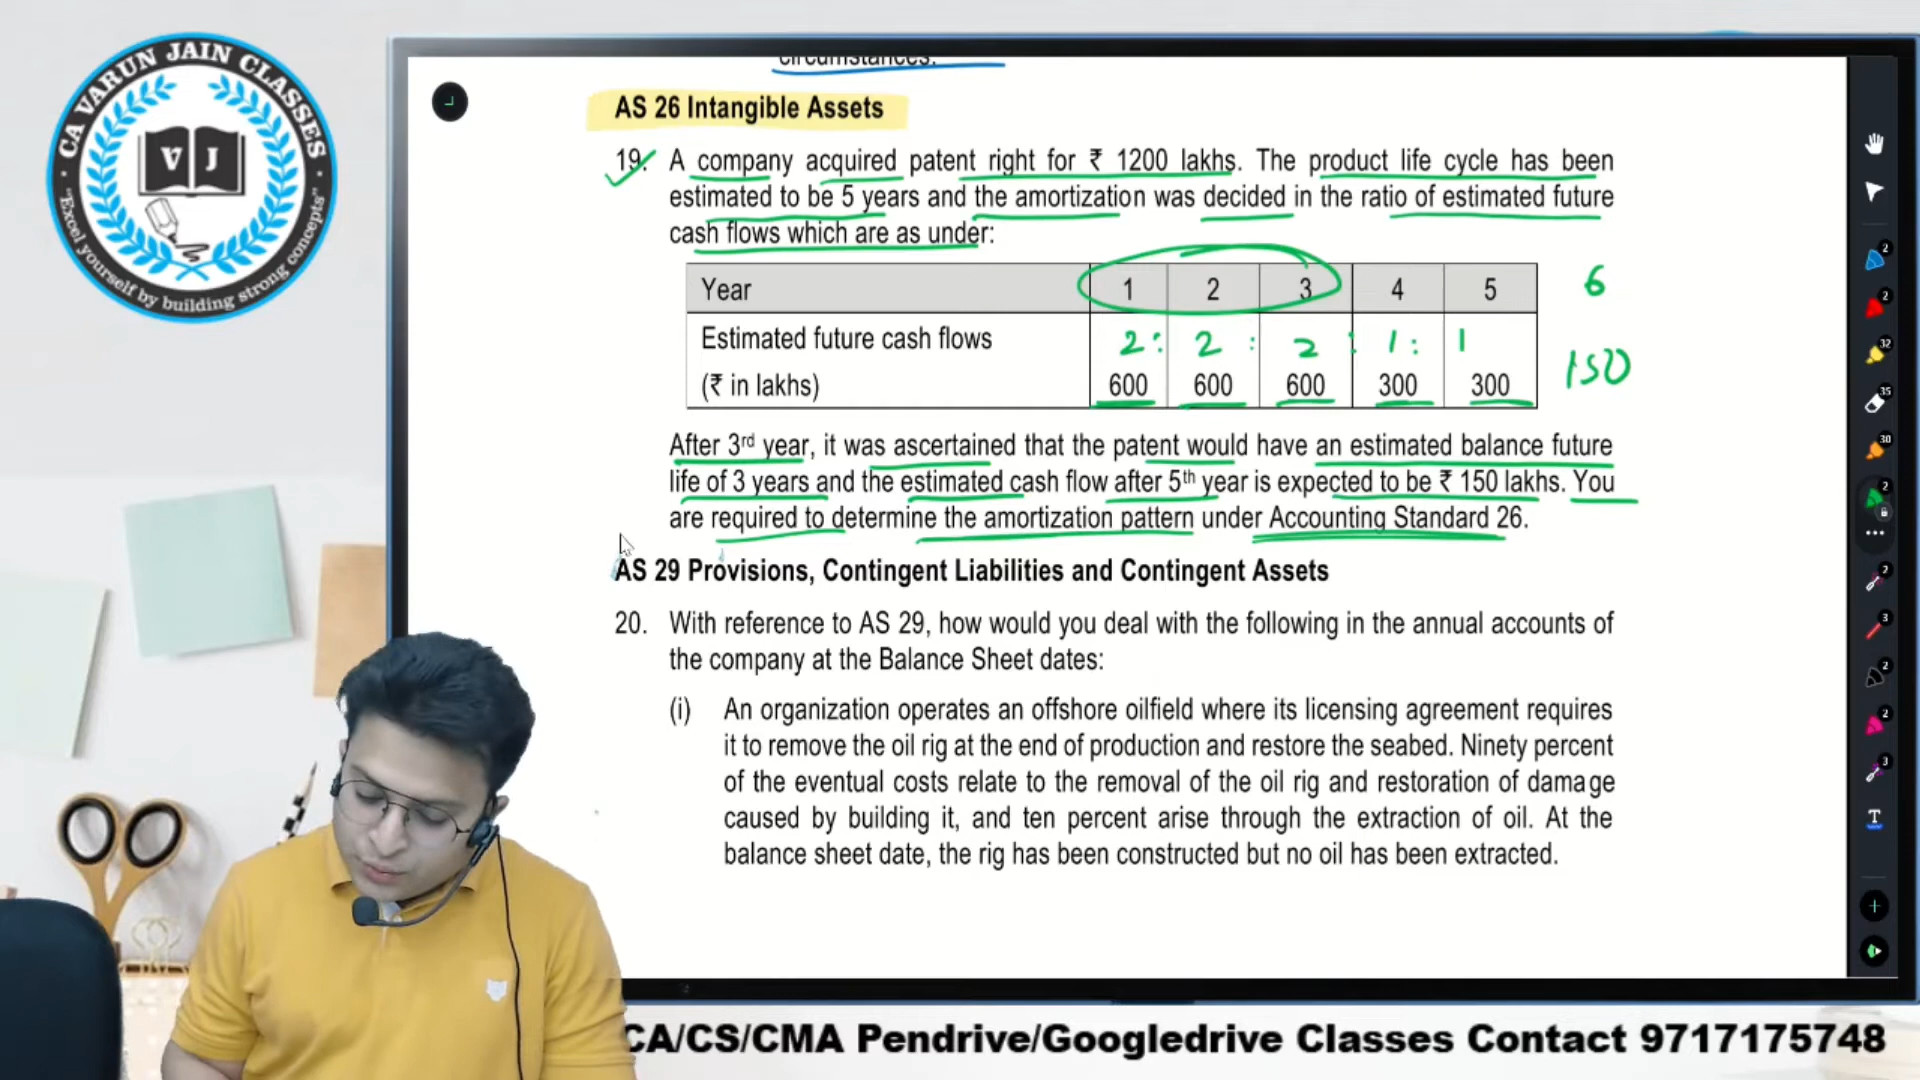 CA VARUN JAIN CLASSES
V J
"Excel yourself by building strong concepts"
circumstances.
AS 26 Intangible Assets
19. A company acquired patent right for ₹ 1200 lakhs. The product life cycle has been
estimated to be 5 years and the amortization was decided in the ratio of estimated future
cash flows which are as under:
Year 1 2 3 4 5 6
Estimated future cash flows 2 : 2 : 2 : 1 : 1
(₹ in lakhs) 600 600 600 300 300 150
After 3rd year, it was ascertained that the patent would have an estimated balance future
life of 3 years and the estimated cash flow after 5th year is expected to be ₹ 150 lakhs. You
are required to determine the amortization pattern under Accounting Standard 26.
AS 29 Provisions, Contingent Liabilities and Contingent Assets
20. With reference to AS 29, how would you deal with the following in the annual accounts of
the company at the Balance Sheet dates:
(i) An organization operates an offshore oilfield where its licensing agreement requires
it to remove the oil rig at the end of production and restore the seabed. Ninety percent
of the eventual costs relate to the removal of the oil rig and restoration of damage
caused by building it, and ten percent arise through the extraction of oil. At the
balance sheet date, the rig has been constructed but no oil has been extracted.
2
2
32
35
30
2
2
3
2
2
3
T
CA/CS/CMA Pendrive/Googledrive Classes Contact 9717175748